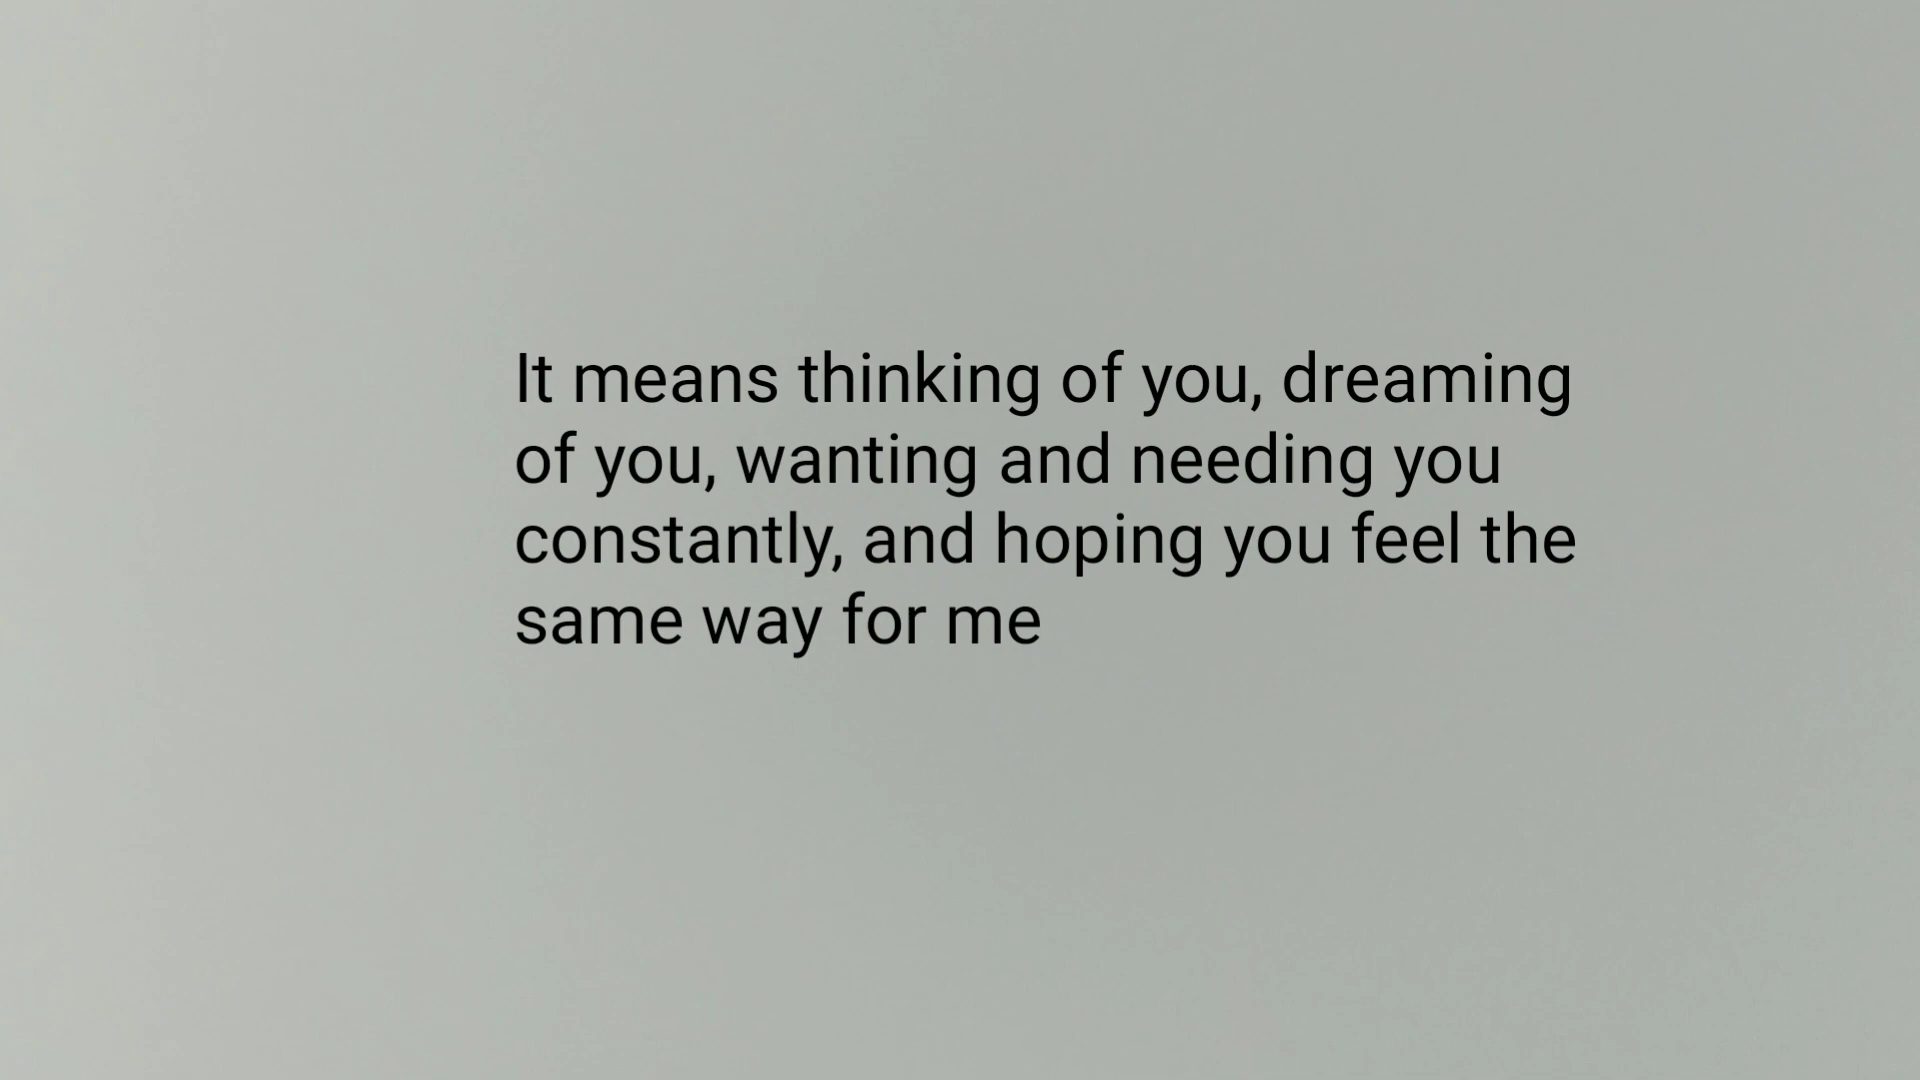 It means thinking of you, dreaming
of you, wanting and needing you
constantly, and hoping you feel the
same way for me